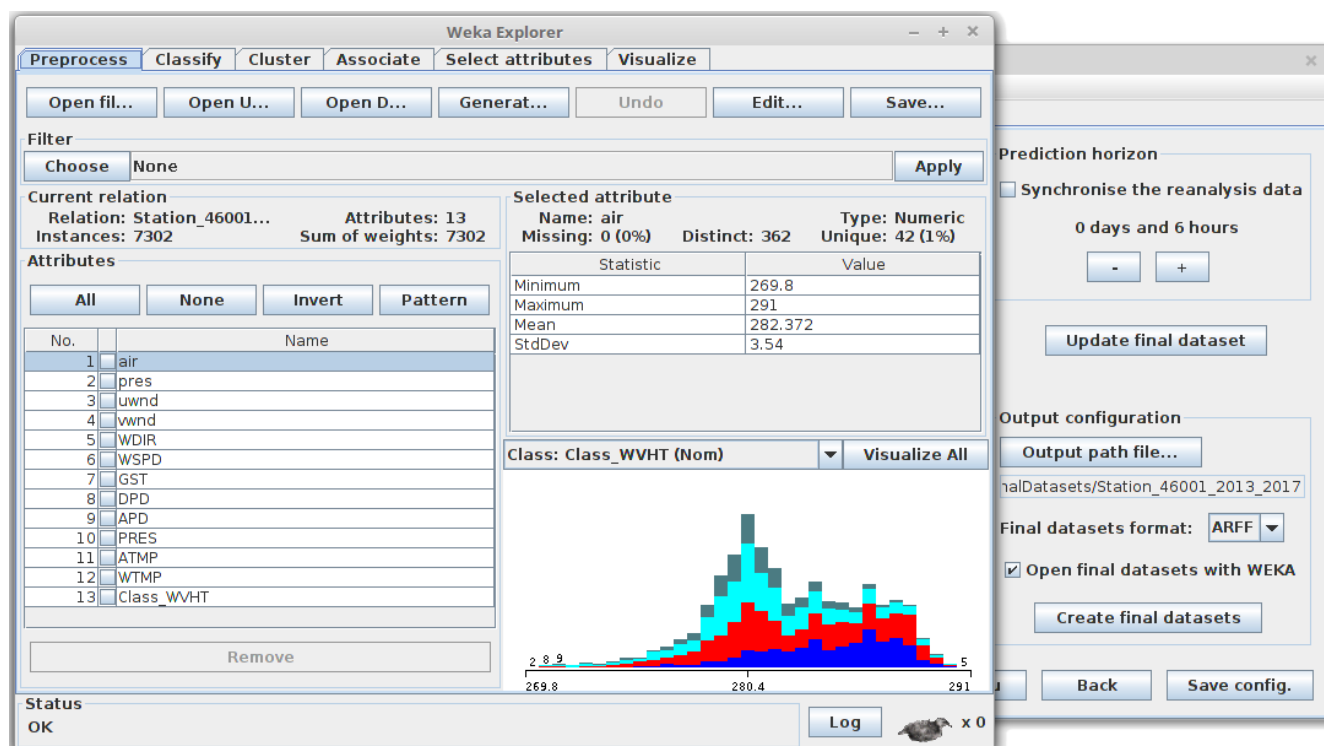 Weka Explorer
Preprocess Classify Cluster Associate Select attributes Visualize
Open fil... Open U... Open D... Generat... Undo Edit... Save...
Filter
Choose None Apply
Current relation
Relation: Station_46001... Attributes: 13
Instances: 7302 Sum of weights: 7302
Attributes
All None Invert Pattern
No. Name
1 air
2 pres
3 uwnd
4 vwnd
5 WDIR
6 WSPD
7 GST
8 DPD
9 APD
10 PRES
11 ATMP
12 WTMP
13 Class_WVHT
Remove
Selected attribute
Name: air Type: Numeric
Missing: 0 (0%) Distinct: 362 Unique: 42 (1%)
Statistic Value
Minimum 269.8
Maximum 291
Mean 282.372
StdDev 3.54
Class: Class_WVHT (Nom) Visualize All
2 8 9 5
269.8 280.4 291
Status
OK
Log x 0
Prediction horizon
Synchronise the reanalysis data
0 days and 6 hours
- +
Update final dataset
Output configuration
Output path file...
nalDatasets/Station_46001_2013_2017
Final datasets format: ARFF
Open final datasets with WEKA
Create final datasets
Back Save config.